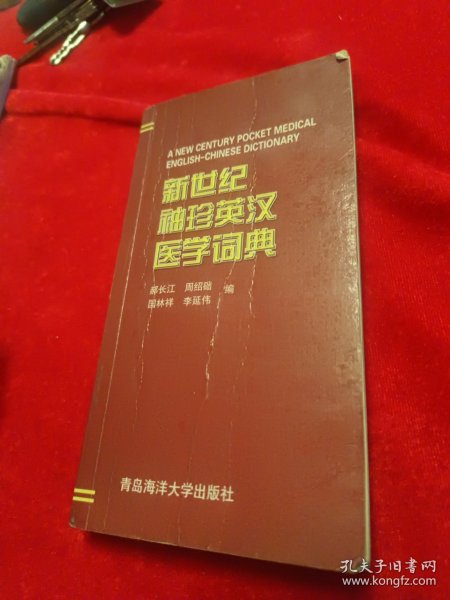 A NEW CENTURY POCKET MEDICAL
ENGLISH-CHINESE DICTIONARY
新世纪
袖珍英汉
医学词典
郝长江 周绍础 编
国林祥 李延伟
青岛海洋大学出版社
孔夫子旧书网
www.kongfz.com